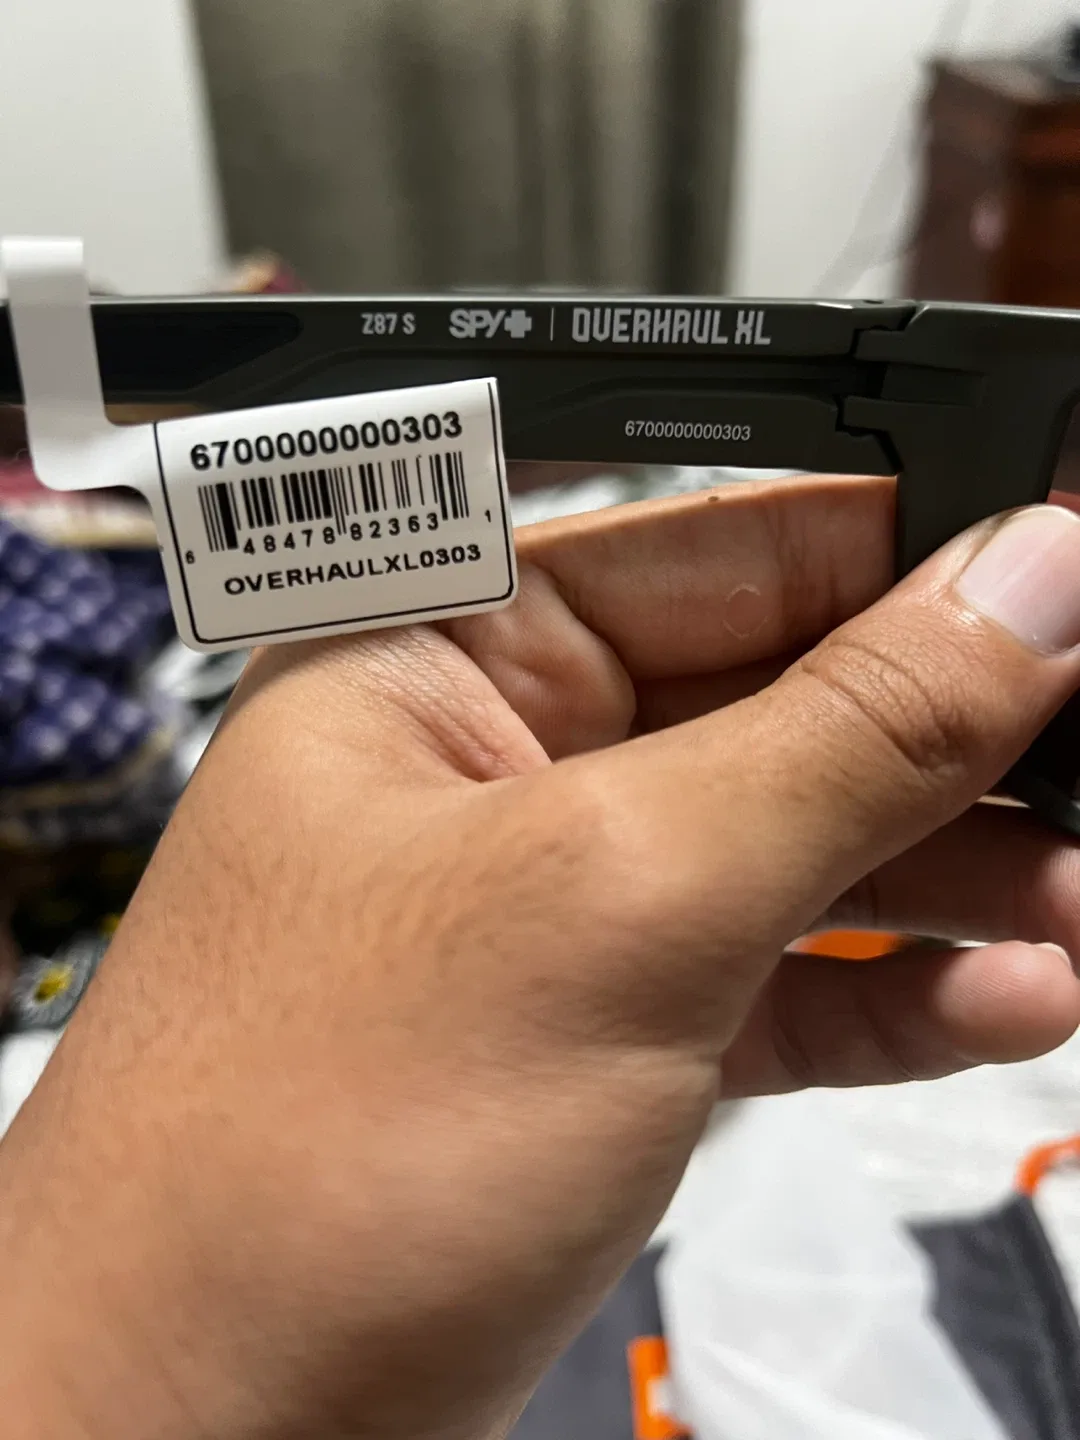 Z87 S SPY+ | OVERHAUL XL
6700000000303
6700000000303
6 48478 82363 1
OVERHAULXL0303